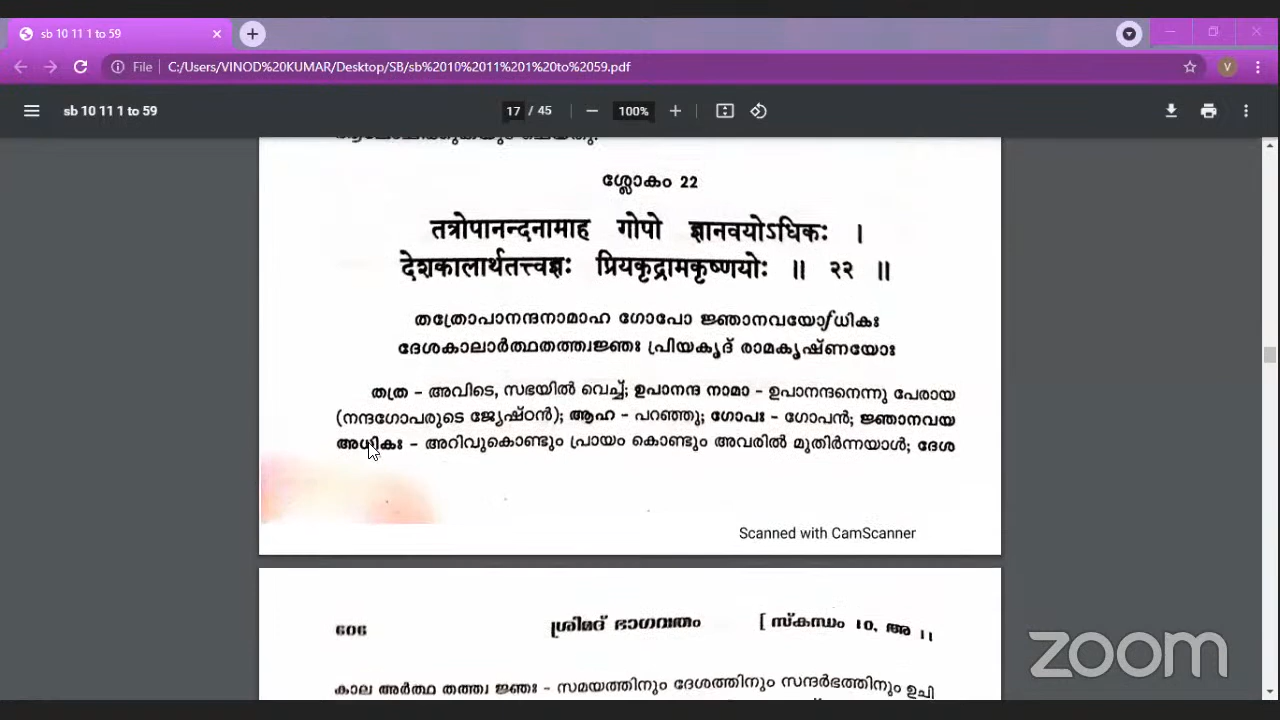 sb 10 11 1 to 59
File C:/Users/VINOD%20KUMAR/Desktop/SB/sb%2010%2011%201%20to%2059.pdf V
sb 10 11 1 to 59 17 / 45 100%
ശ്ലോകം 22
तत्रोपानन्दनामाह गोपो ज्ञानवयोऽधिकः ।
देशकालार्थतत्त्वज्ञः प्रियकृद्रामकृष्णयोः ॥ २२ ॥
തത്രോപാനന്ദനാമാഹ ഗോപോ ജ്ഞാനവയോƒധികഃ
ദേശകാലാർത്ഥതത്ത്വജ്ഞഃ പ്രിയകൃദ് രാമകൃഷ്ണയോഃ
തത്ര – അവിടെ, സഭയിൽ വെച്ച്; ഉപാനന്ദ നാമാ – ഉപാനന്ദനെന്നു പേരായ
(നന്ദഗോപരുടെ ജ്യേഷ്ഠൻ); ആഹ – പറഞ്ഞു; ഗോപഃ – ഗോപൻ; ജ്ഞാനവയ
അധികഃ – അറിവുകൊണ്ടും പ്രായം കൊണ്ടും അവരിൽ മുതിർന്നയാൾ; ദേശ
Scanned with CamScanner
606 ശ്രീമദ് ഭാഗവതം [ സ്കന്ധം 10, അ 11
കാല അർത്ഥ തത്ത്വ ജ്ഞഃ – സമയത്തിനും ദേശത്തിനും സന്ദർഭത്തിനും ഉചി
zoom